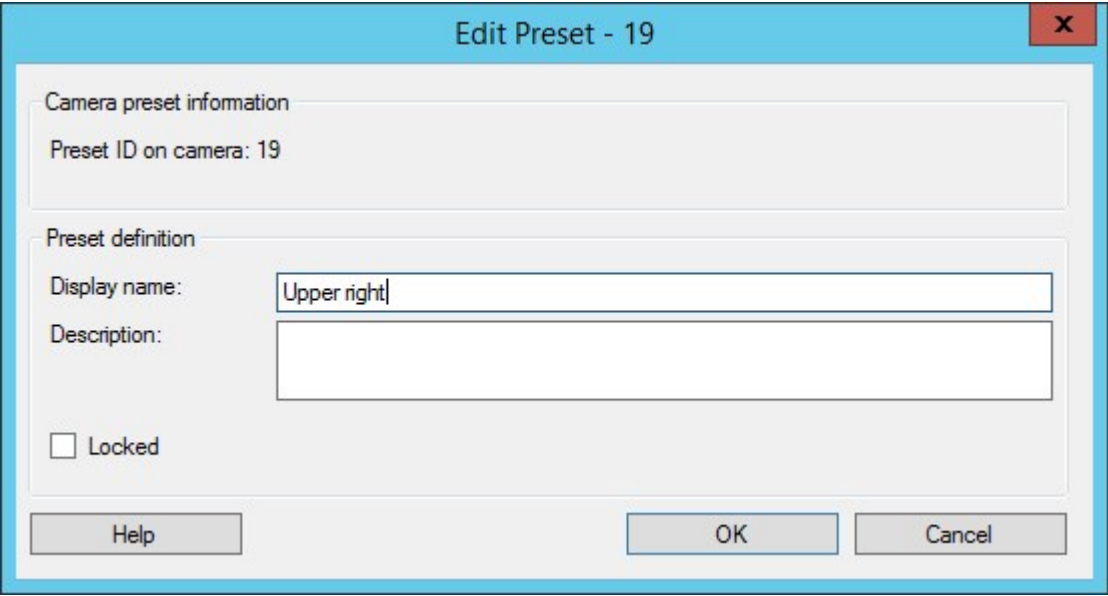 Edit Preset - 19
x
Camera preset information
Preset ID on camera: 19
Preset definition
Display name: Upper right
Description:
Locked
Help OK Cancel